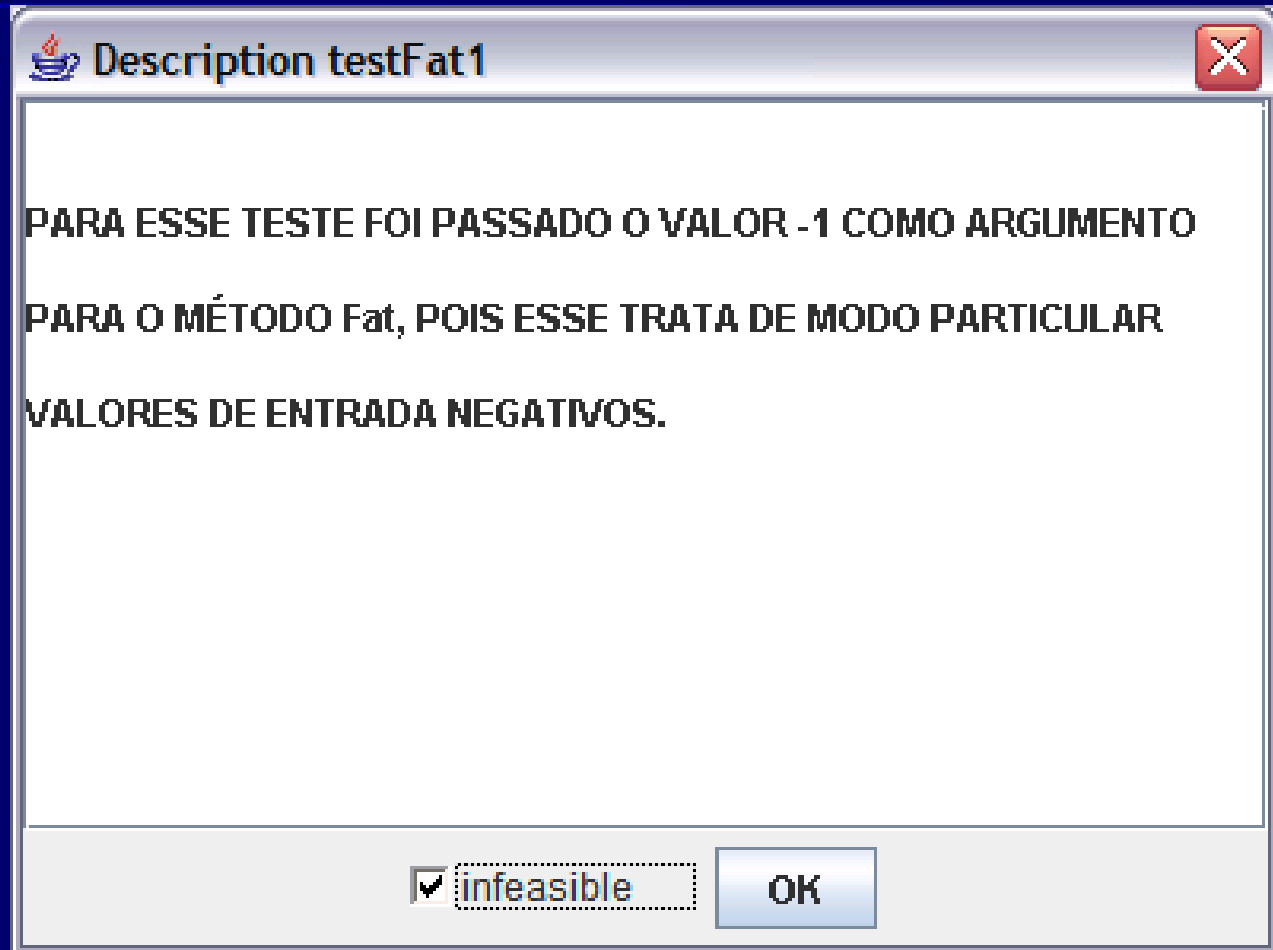 Description testFat1
PARA ESSE TESTE FOI PASSADO O VALOR -1 COMO ARGUMENTO
PARA O MÉTODO Fat, POIS ESSE TRATA DE MODO PARTICULAR
VALORES DE ENTRADA NEGATIVOS.
infeasible OK